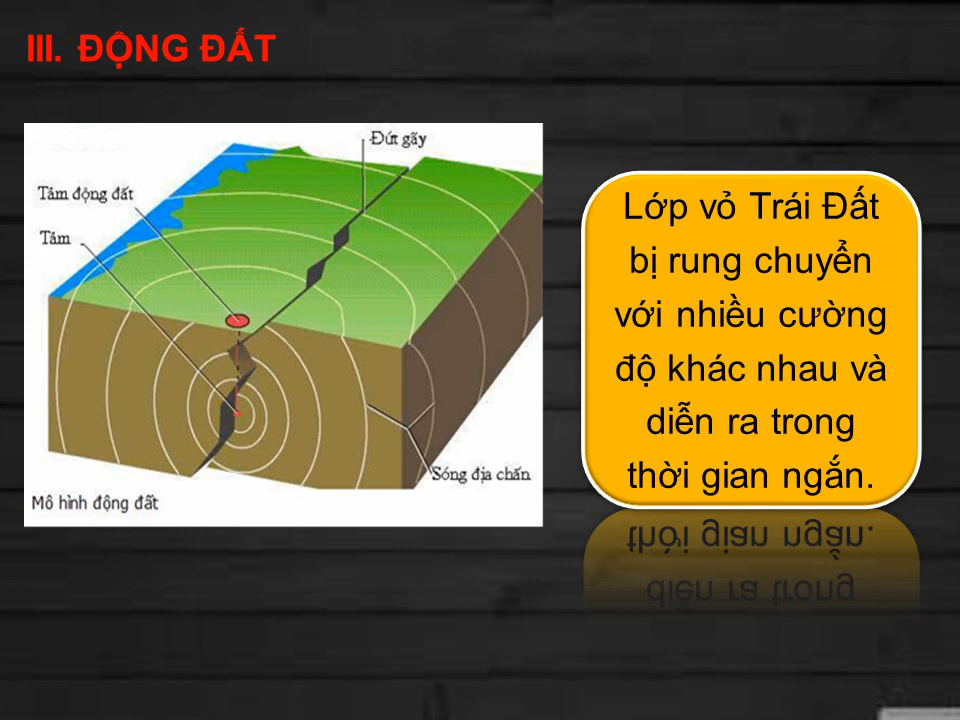 III. ĐỘNG ĐẤT
Đứt gãy
Tâm động đất
Tâm
Sóng địa chấn
Mô hình động đất
Lớp vỏ Trái Đất
bị rung chuyển
với nhiều cường
độ khác nhau và
diễn ra trong
thời gian ngắn.